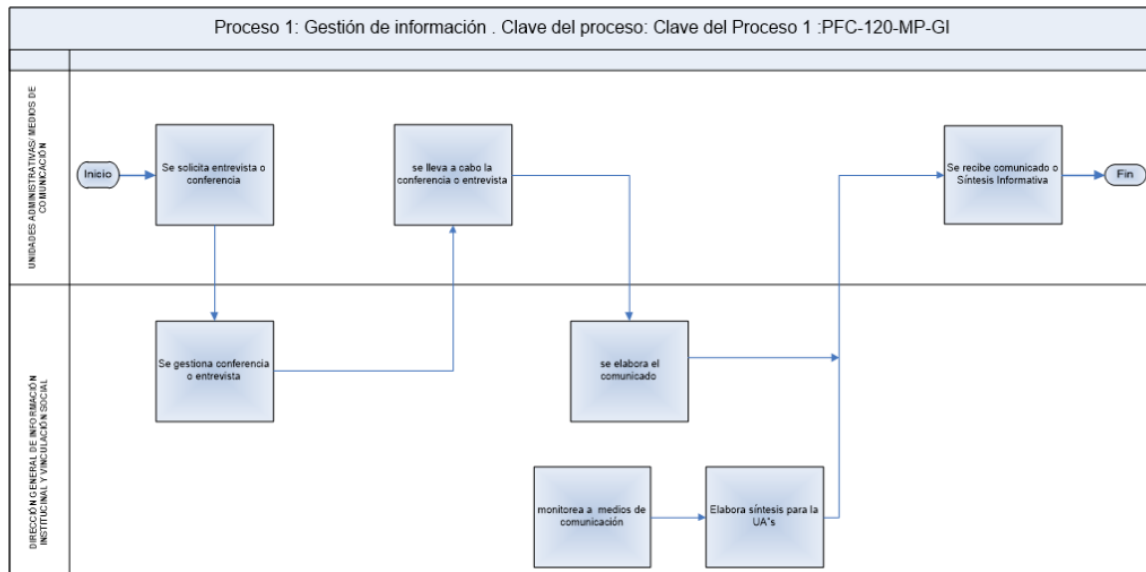 Proceso 1: Gestión de información . Clave del proceso: Clave del Proceso 1 :PFC-120-MP-GI
UNIDADES ADMINISTRATIVAS/ MEDIOS DE
COMUNICACIÓN
Inicio
Se solicita entrevista o
conferencia
se lleva a cabo la
conferencia o entrevista
Se recibe comunicado o
Síntesis Informativa
Fin
DIRECCIÓN GENERAL DE INFORMACIÓN
INSTITUCINAL Y VINCULACIÓN SOCIAL
Se gestiona conferencia
o entrevista
se elabora el
comunicado
monitorea a medios de
comunicación
Elabora síntesis para la
UA"s